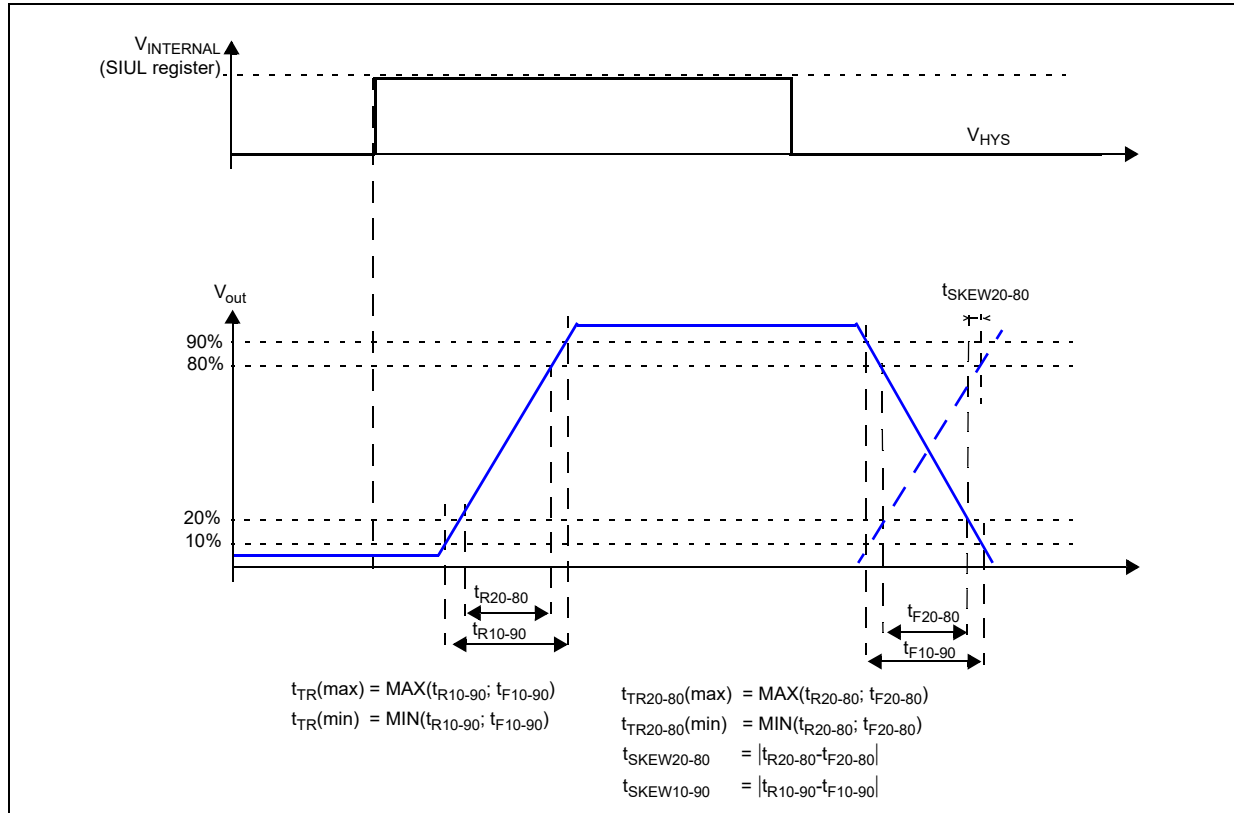 VINTERNAL
(SIUL register)
VHYS
Vout
tSKEW20-80
90%
80%
20%
10%
tR20-80
tR10-90
tF20-80
tF10-90
tTR(max) = MAX(tR10-90; tF10-90)
tTR(min) = MIN(tR10-90; tF10-90)
tTR20-80(max) = MAX(tR20-80; tF20-80)
tTR20-80(min) = MIN(tR20-80; tF20-80)
tSKEW20-80 = |tR20-80-tF20-80|
tSKEW10-90 = |tR10-90-tF10-90|